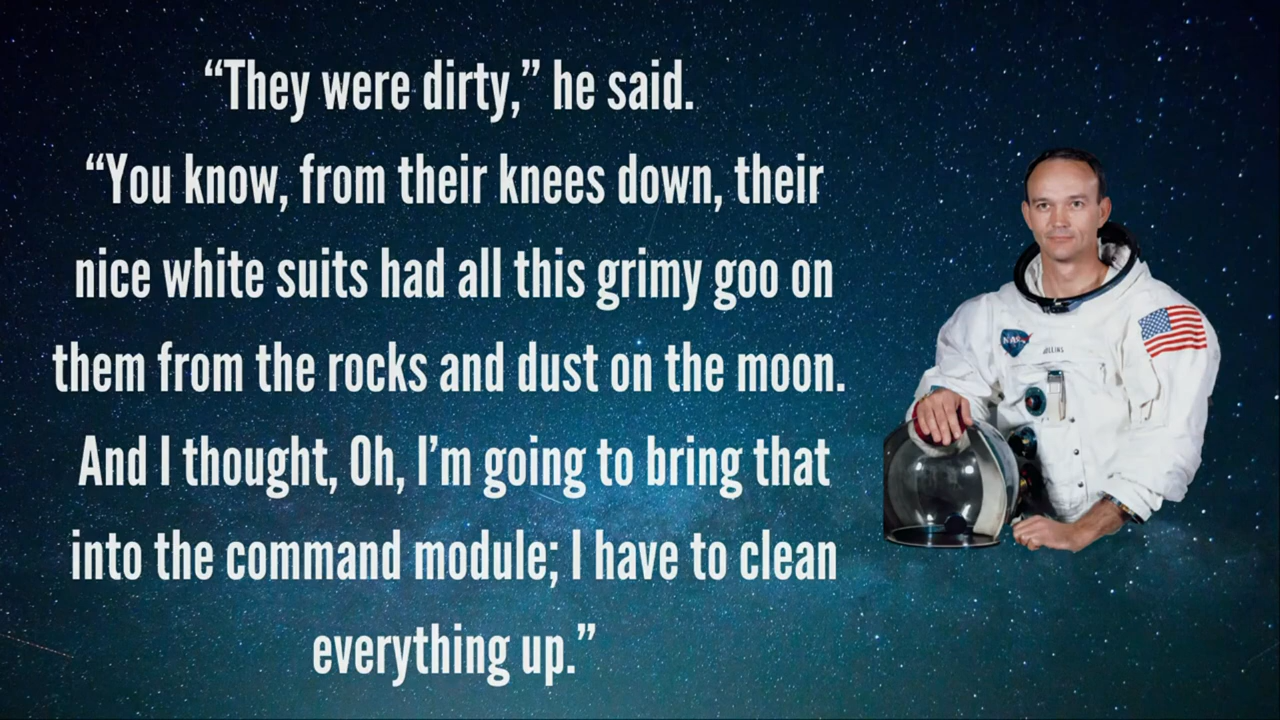 “They were dirty,” he said.
“You know, from their knees down, their
nice white suits had all this grimy goo on
them from the rocks and dust on the moon.
And I thought, Oh, I’m going to bring that
into the command module; I have to clean
everything up.”
NASA